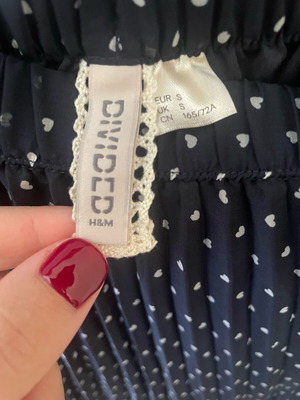 DIVIDED
H&M
EUR S
UK S
CN 165/72A